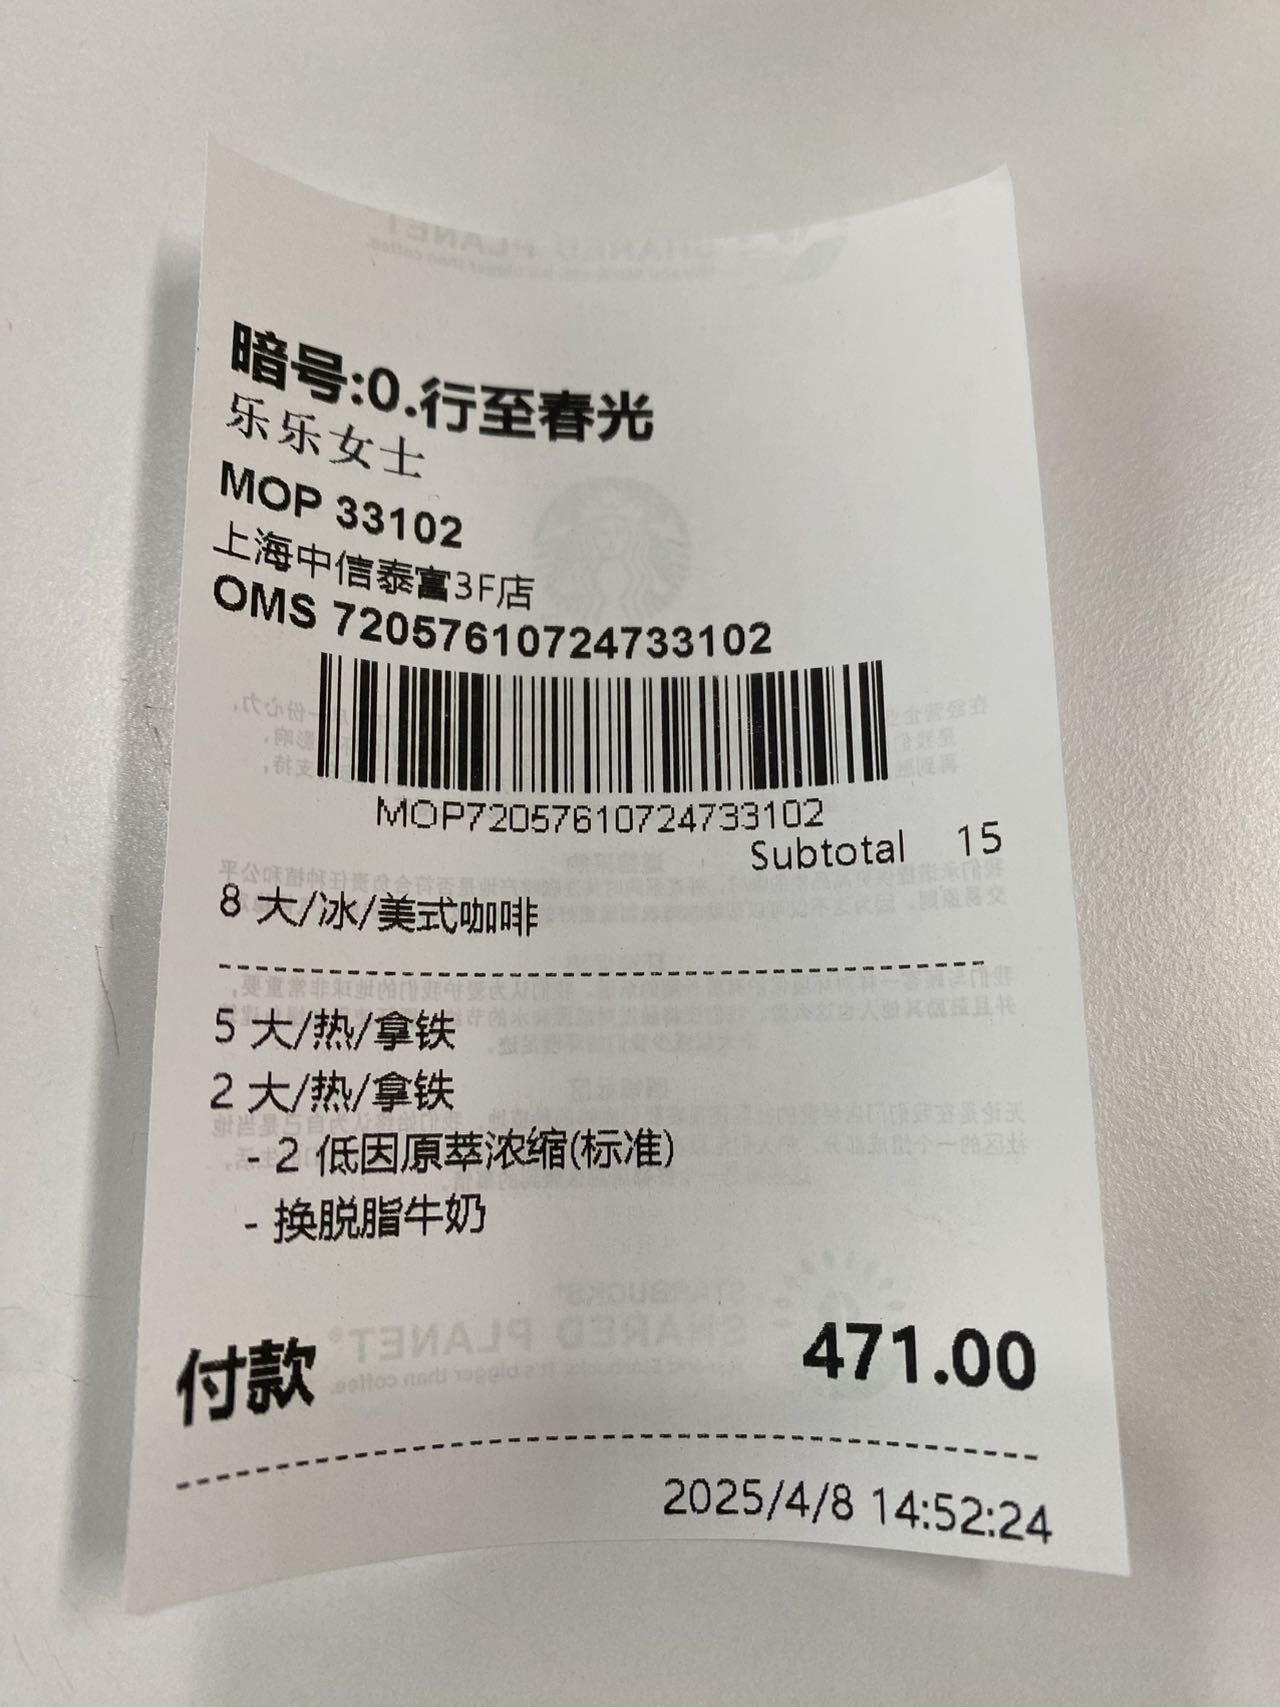 暗号:0.行至春光
乐乐女士
MOP 33102
上海中信泰富3F店
OMS 72057610724733102
MOP72057610724733102
Subtotal 15
8 大/冰/美式咖啡
5 大/热/拿铁
2 大/热/拿铁
- 2 低因原萃浓缩(标准)
- 换脱脂牛奶
付款 471.00
2025/4/8 14:52:24